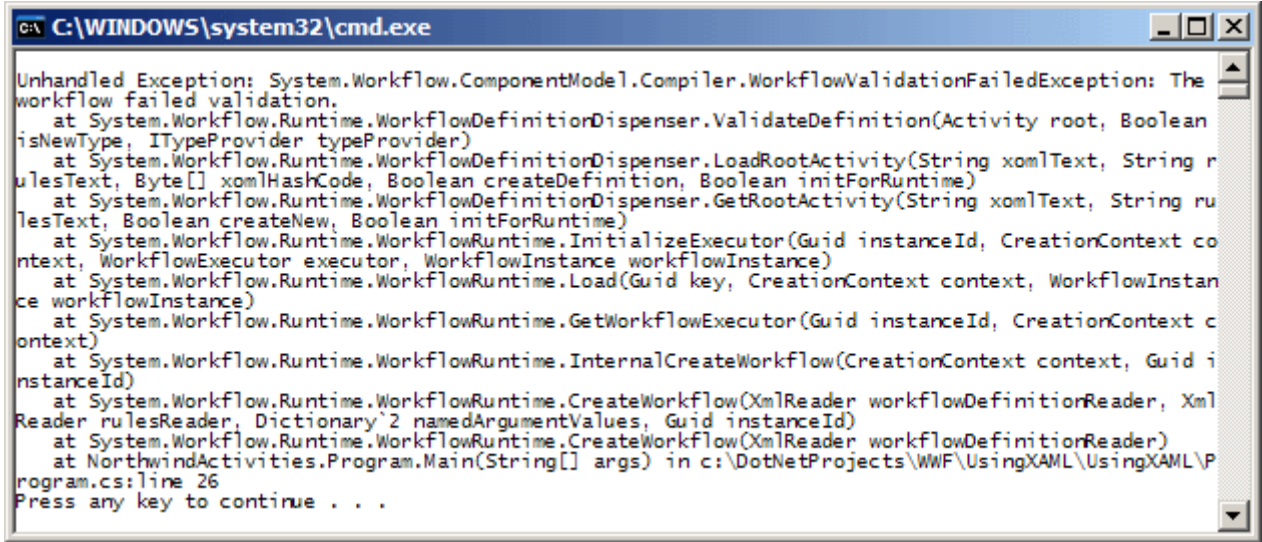 C:\WINDOWS\system32\cmd.exe
Unhandled Exception: System.Workflow.ComponentModel.Compiler.WorkflowValidationFailedException: The
workflow failed validation.
   at System.Workflow.Runtime.WorkflowDefinitionDispenser.ValidateDefinition(Activity root, Boolean
isNewType, ITypeProvider typeProvider)
   at System.Workflow.Runtime.WorkflowDefinitionDispenser.LoadRootActivity(String xomlText, String r
ulesText, Byte[] xomlHashCode, Boolean createDefinition, Boolean initForRuntime)
   at System.Workflow.Runtime.WorkflowDefinitionDispenser.GetRootActivity(String xomlText, String ru
lesText, Boolean createNew, Boolean initForRuntime)
   at System.Workflow.Runtime.WorkflowRuntime.InitializeExecutor(Guid instanceId, CreationContext co
ntext, WorkflowExecutor executor, WorkflowInstance workflowInstance)
   at System.Workflow.Runtime.WorkflowRuntime.Load(Guid key, CreationContext context, WorkflowInstan
ce workflowInstance)
   at System.Workflow.Runtime.WorkflowRuntime.GetWorkflowExecutor(Guid instanceId, CreationContext c
ontext)
   at System.Workflow.Runtime.WorkflowRuntime.InternalCreateWorkflow(CreationContext context, Guid i
nstanceId)
   at System.Workflow.Runtime.WorkflowRuntime.CreateWorkflow(XmlReader workflowDefinitionReader, Xml
Reader rulesReader, Dictionary`2 namedArgumentValues, Guid instanceId)
   at System.Workflow.Runtime.WorkflowRuntime.CreateWorkflow(XmlReader workflowDefinitionReader)
   at NorthwindActivities.Program.Main(String[] args) in c:\DotNetProjects\WWF\UsingXAML\UsingXAML\P
rogram.cs:line 26
Press any key to continue . . .